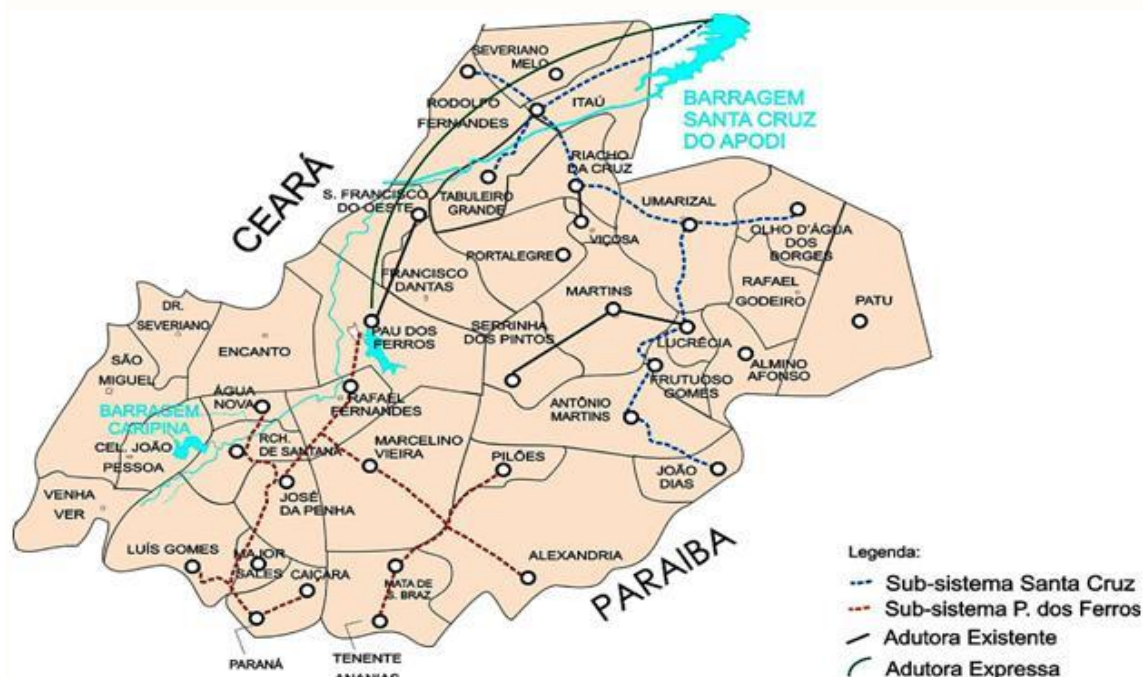 SEVERIANO
MELO
RODOLFO
FERNANDES
ITAÚ
BARRAGEM
SANTA CRUZ
DO APODI
CEARÁ
RIACHO
DA CRUZ
S. FRANCISCO
DO OESTE
TABULEIRO
GRANDE
UMARIZAL
VIÇOSA
OLHO D'ÁGUA
DOS
BORGES
PORTALEGRE
FRANCISCO
DANTAS
MARTINS
RAFAEL
GODEIRO
PATU
DR.
SEVERIANO
PAU DOS
FERROS
SERRINHA
DOS PINTOS
LUCRÉCIA
ENCANTO
SÃO
MIGUEL
ALMINO
AFONSO
FRUTUOSO
GOMES
ÁGUA
NOVA
RAFAEL
FERNANDES
ANTÔNIO
MARTINS
BARRAGEM
CARIPINA
CEL. JOÃO
PESSOA
RCH.
DE SANTANA
MARCELINO
VIEIRA
PILÕES
JOÃO
DIAS
VENHA
VER
JOSÉ
DA PENHA
LUÍS GOMES
MAJOR
SALES
CAIÇARA
MATA DE
S. BRAZ
ALEXANDRIA
PARAIBA
PARANÁ
TENENTE
ANANIAS
Legenda:
Sub-sistema Santa Cruz
Sub-sistema P. dos Ferros
Adutora Existente
Adutora Expressa